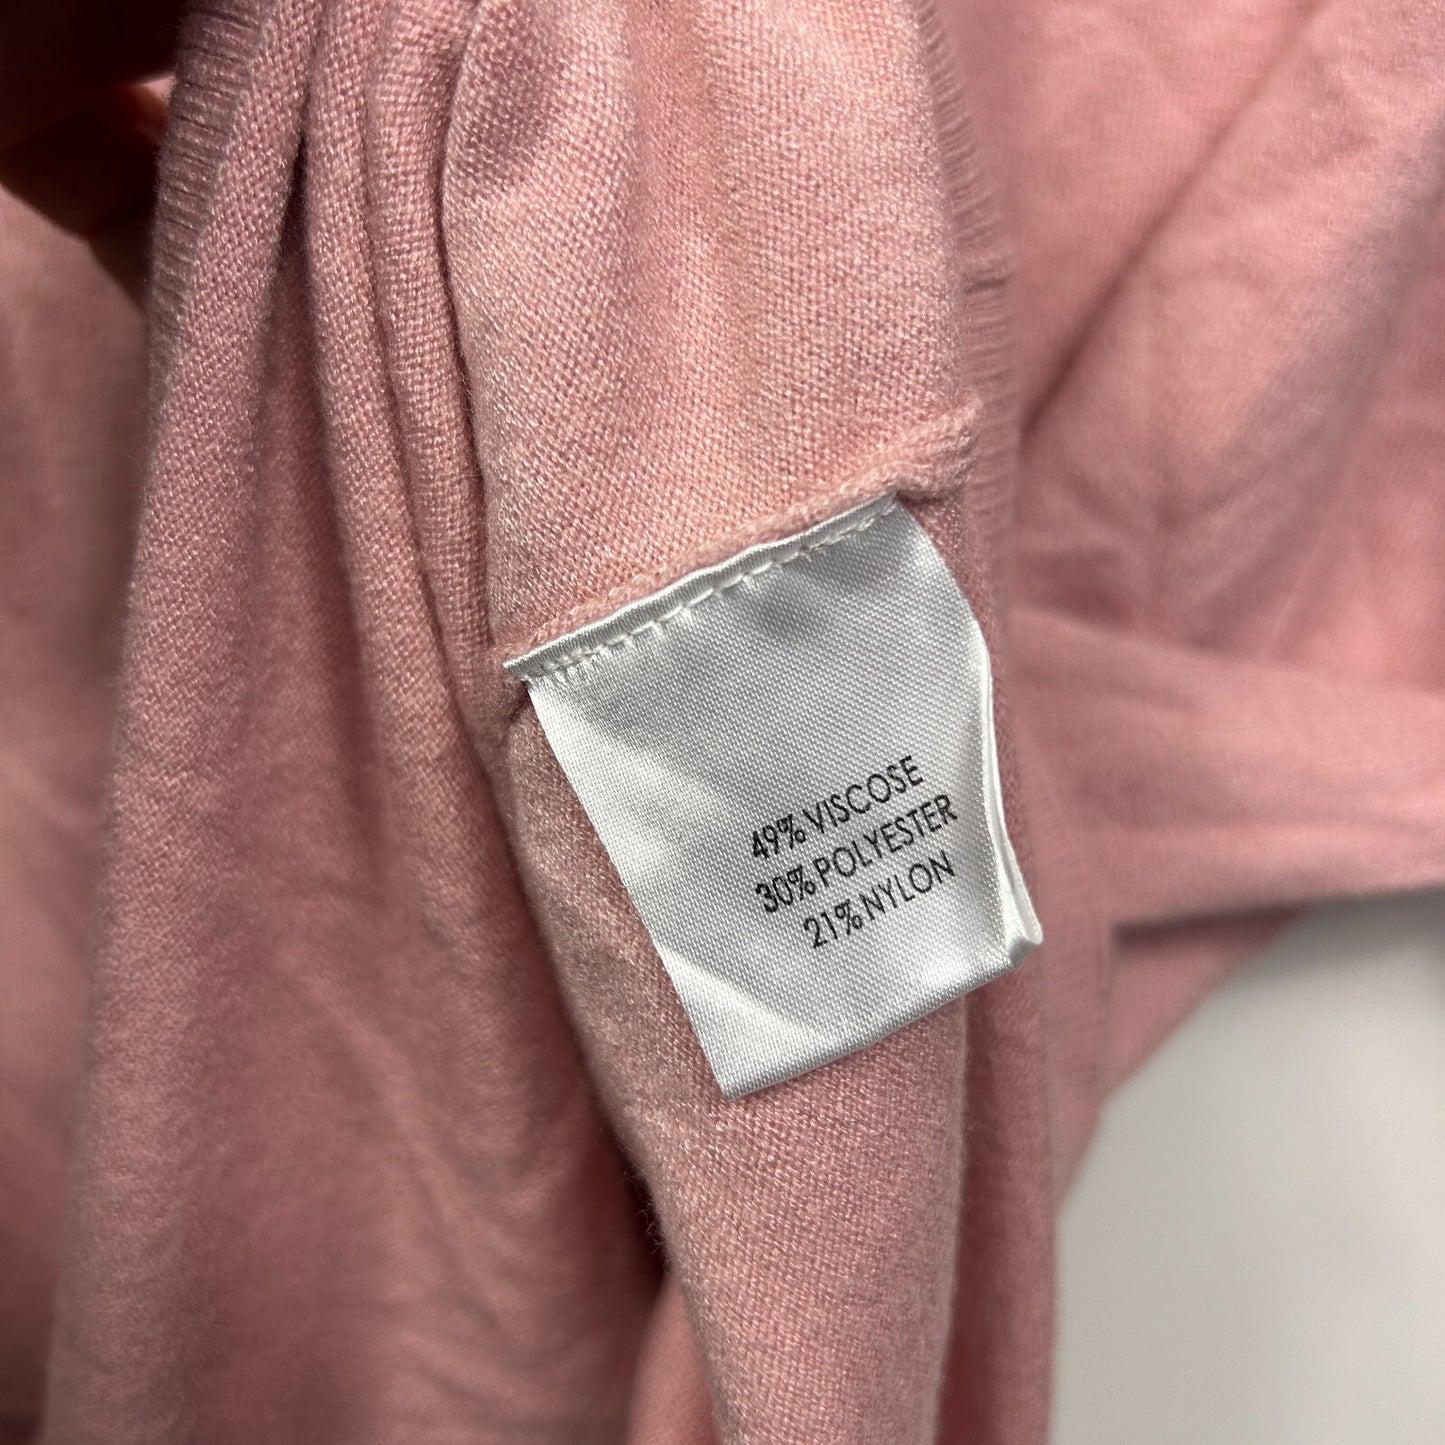 49% VISCOSE
30% POLYESTER
21% NYLON